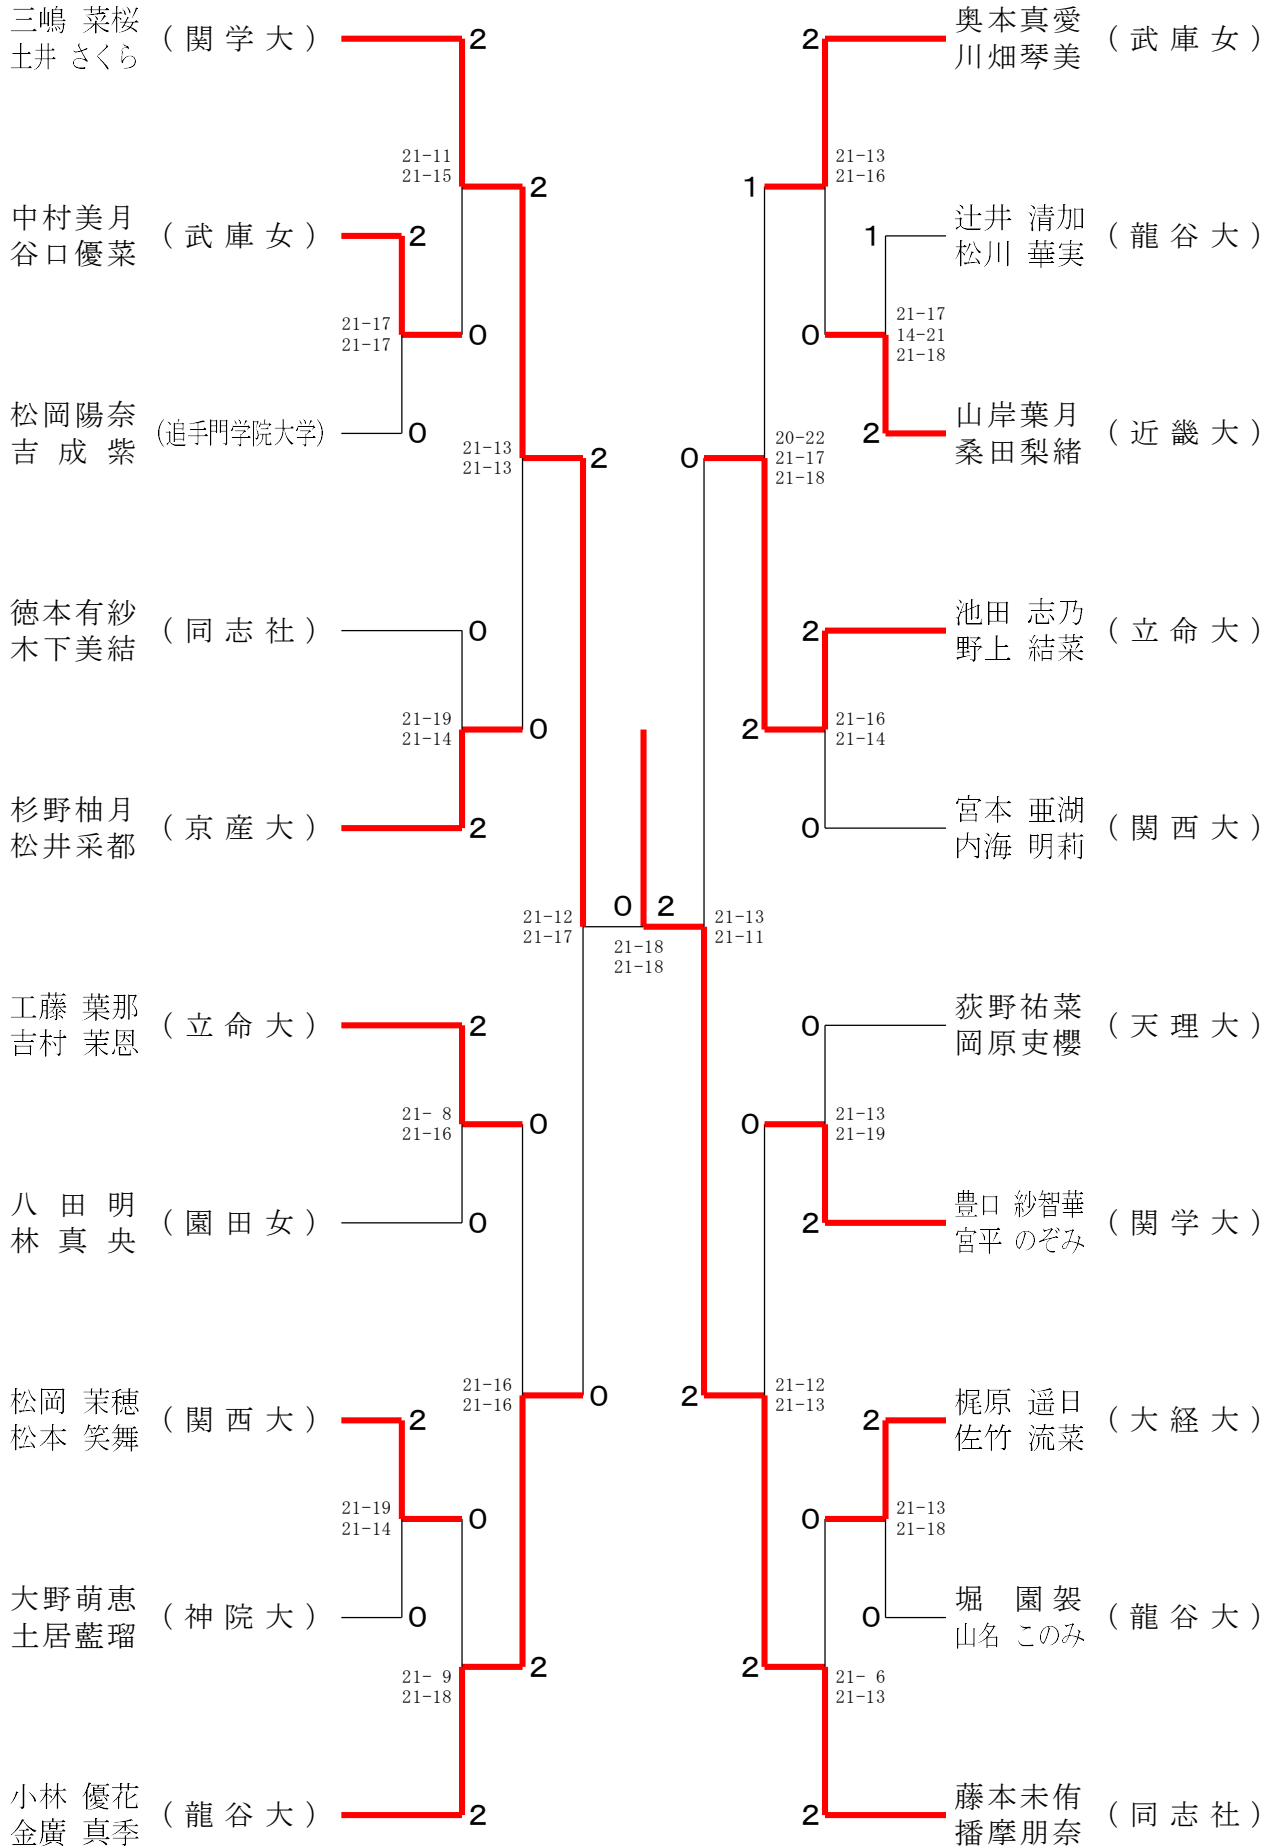 三嶋 菜桜
土井 さくら
(関学大)
2
21-11
21-15
2
中村美月
谷口優菜
(武庫女)
2
21-17
21-17
0
松岡陽奈
吉成紫
(追手門学院大学)
0
21-13
21-13
2
徳本有紗
木下美結
(同志社)
0
21-19
21-14
0
杉野柚月
松井采都
(京産大)
2
21-12
21-17
工藤 葉那
吉村 茉恩
(立命大)
2
21- 8
21-16
0
八田明
林真央
(園田女)
0
21-16
21-16
0
松岡 茉穂
松本 笑舞
(関西大)
2
21-19
21-14
0
大野萌恵
土居藍瑠
(神院大)
0
21- 9
21-18
2
小林 優花
金廣 真季
(龍谷大)
2
0 2
21-18
21-18
2
奥本真愛
川畑琴美
(武庫女)
1
21-13
21-16
1
辻井 清加
松川 華実
(龍谷大)
0
21-17
14-21
21-18
2
山岸葉月
桑田梨緒
(近畿大)
0
20-22
21-17
21-18
2
池田 志乃
野上 結菜
(立命大)
2
21-16
21-14
0
宮本 亜湖
内海 明莉
(関西大)
21-13
21-11
0
荻野祐菜
岡原吏櫻
(天理大)
0
21-13
21-19
2
豊口 紗智華
宮平 のぞみ
(関学大)
2
21-12
21-13
2
梶原 遥日
佐竹 流菜
(大経大)
0
21-13
21-18
0
堀 園袈
山名 このみ
(龍谷大)
2
21- 6
21-13
2
藤本未侑
播摩朋奈
(同志社)